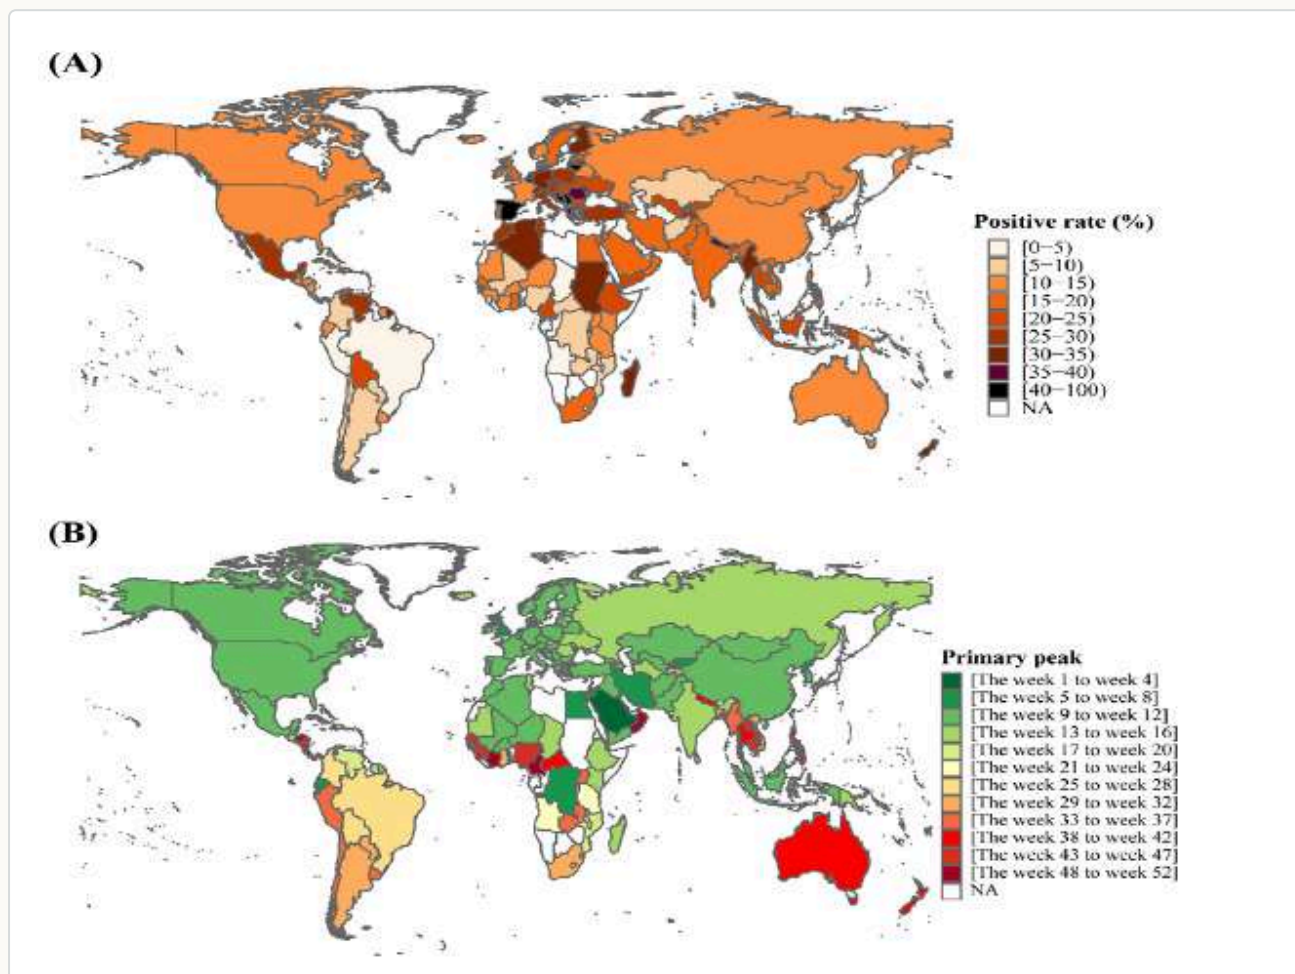 (A)
Positive rate (%)
[0−5)
[5−10)
[10−15)
[15−20)
[20−25)
[25−30)
[30−35)
[35−40)
[40−100)
NA
(B)
Primary peak
[The week 1 to week 4]
[The week 5 to week 8]
[The week 9 to week 12]
[The week 13 to week 16]
[The week 17 to week 20]
[The week 21 to week 24]
[The week 25 to week 28]
[The week 29 to week 32]
[The week 33 to week 37]
[The week 38 to week 42]
[The week 43 to week 47]
[The week 48 to week 52]
NA